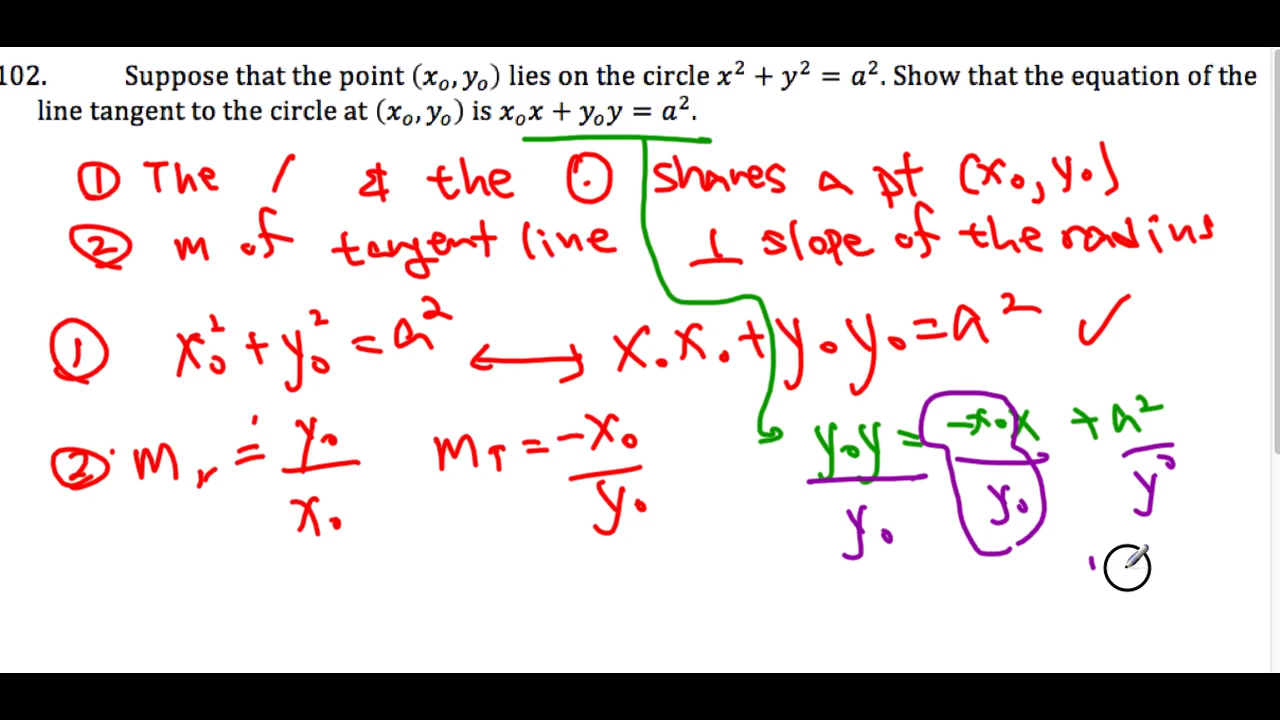 102. Suppose that the point (x₀, y₀) lies on the circle x² + y² = a². Show that the equation of the
line tangent to the circle at (x₀, y₀) is x₀x + y₀y = a².
① The / & the ⊙ shares a pt (x₀, y₀)
② m of tangent line ⊥ slope of the radius
① x₀² + y₀² = a² ⟷ x₀x₀ + y₀y₀ = a² ✓
② mᵣ = y₀/x₀ m_T = -x₀/y₀ y₀y/y₀ = -x₀x/y₀ + a²/y₀